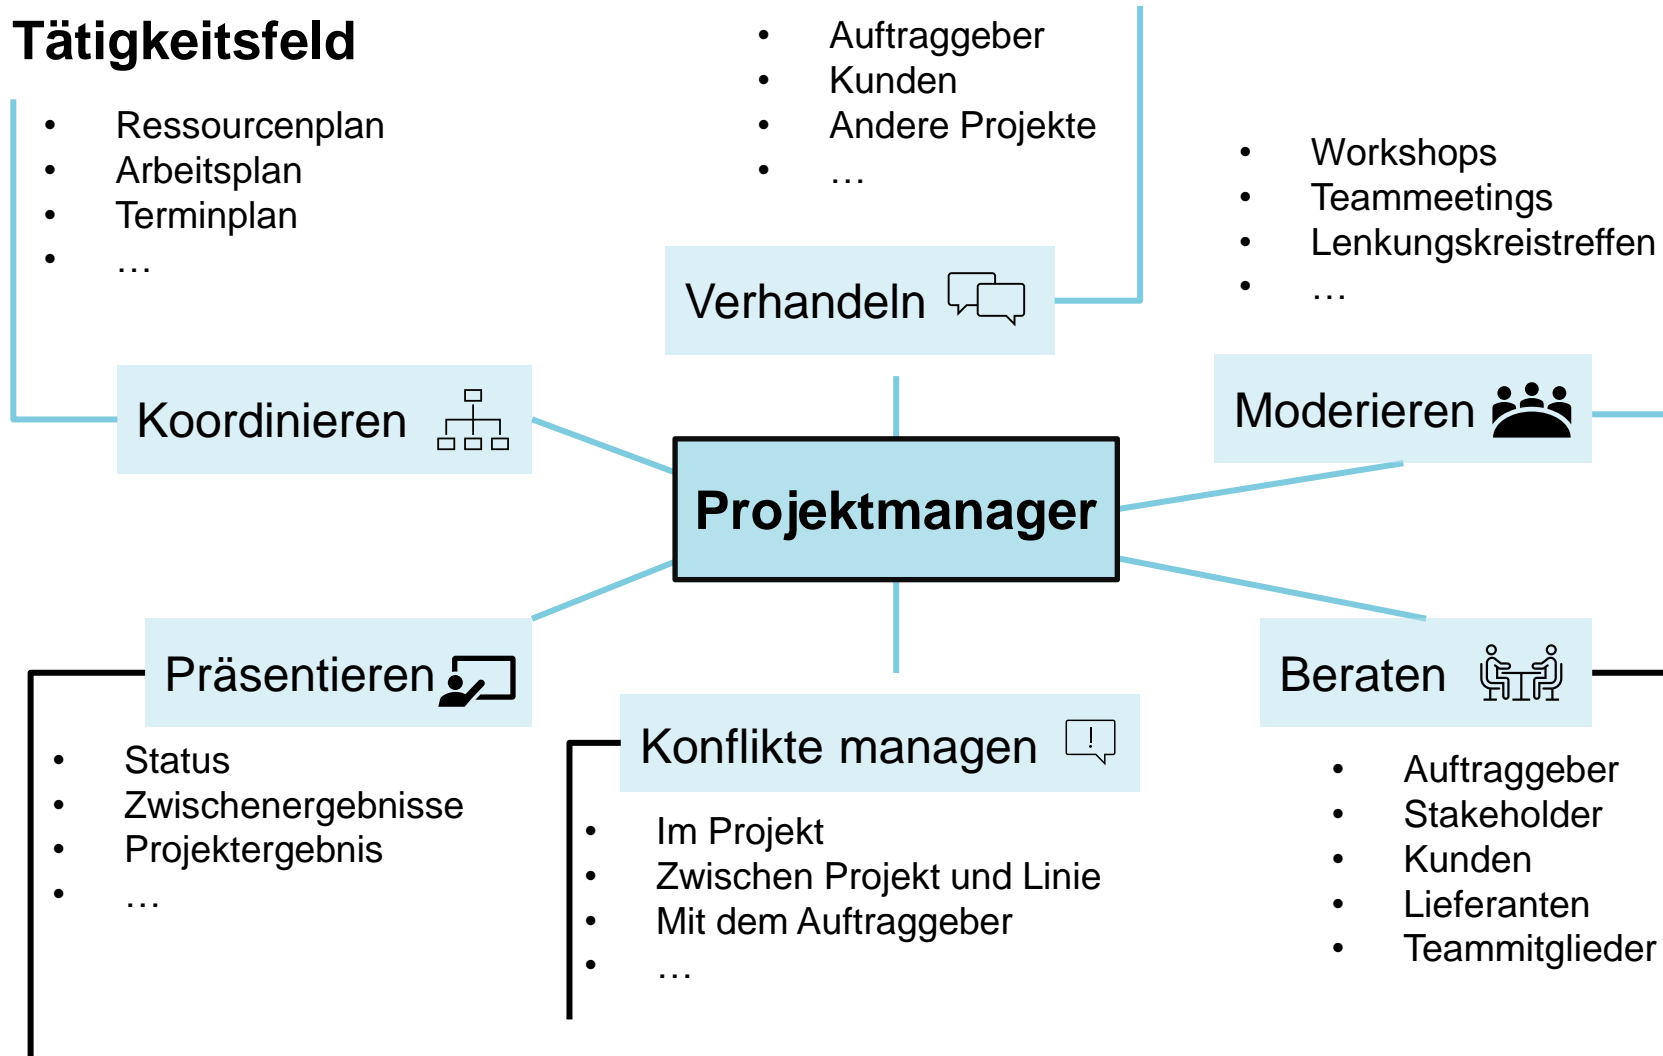 Tätigkeitsfeld
• Ressourcenplan
• Arbeitsplan
• Terminplan
• …
Koordinieren
• Auftraggeber
• Kunden
• Andere Projekte
• …
Verhandeln
• Workshops
• Teammeetings
• Lenkungskreistreffen
• …
Moderieren
Projektmanager
Präsentieren
• Status
• Zwischenergebnisse
• Projektergebnis
• …
Konflikte managen
!
• Im Projekt
• Zwischen Projekt und Linie
• Mit dem Auftraggeber
• …
Beraten
• Auftraggeber
• Stakeholder
• Kunden
• Lieferanten
• Teammitglieder